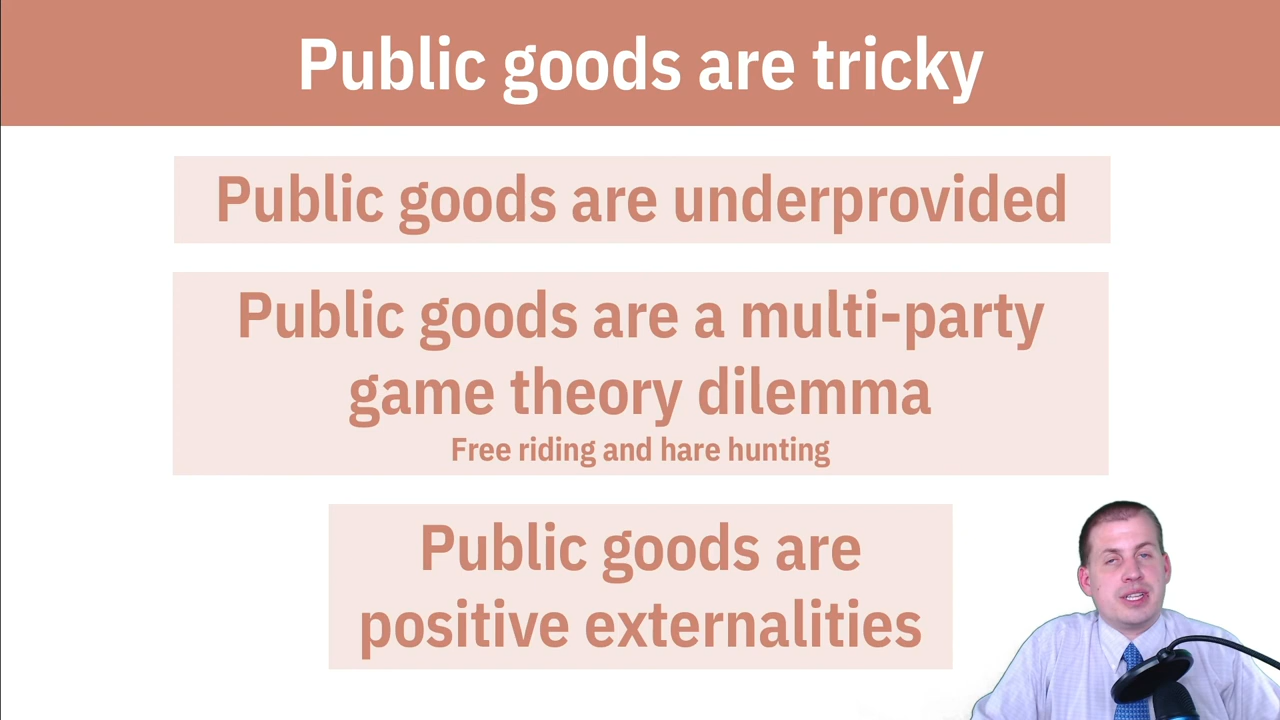 Public goods are tricky
Public goods are underprovided
Public goods are a multi-party
game theory dilemma
Free riding and hare hunting
Public goods are
positive externalities